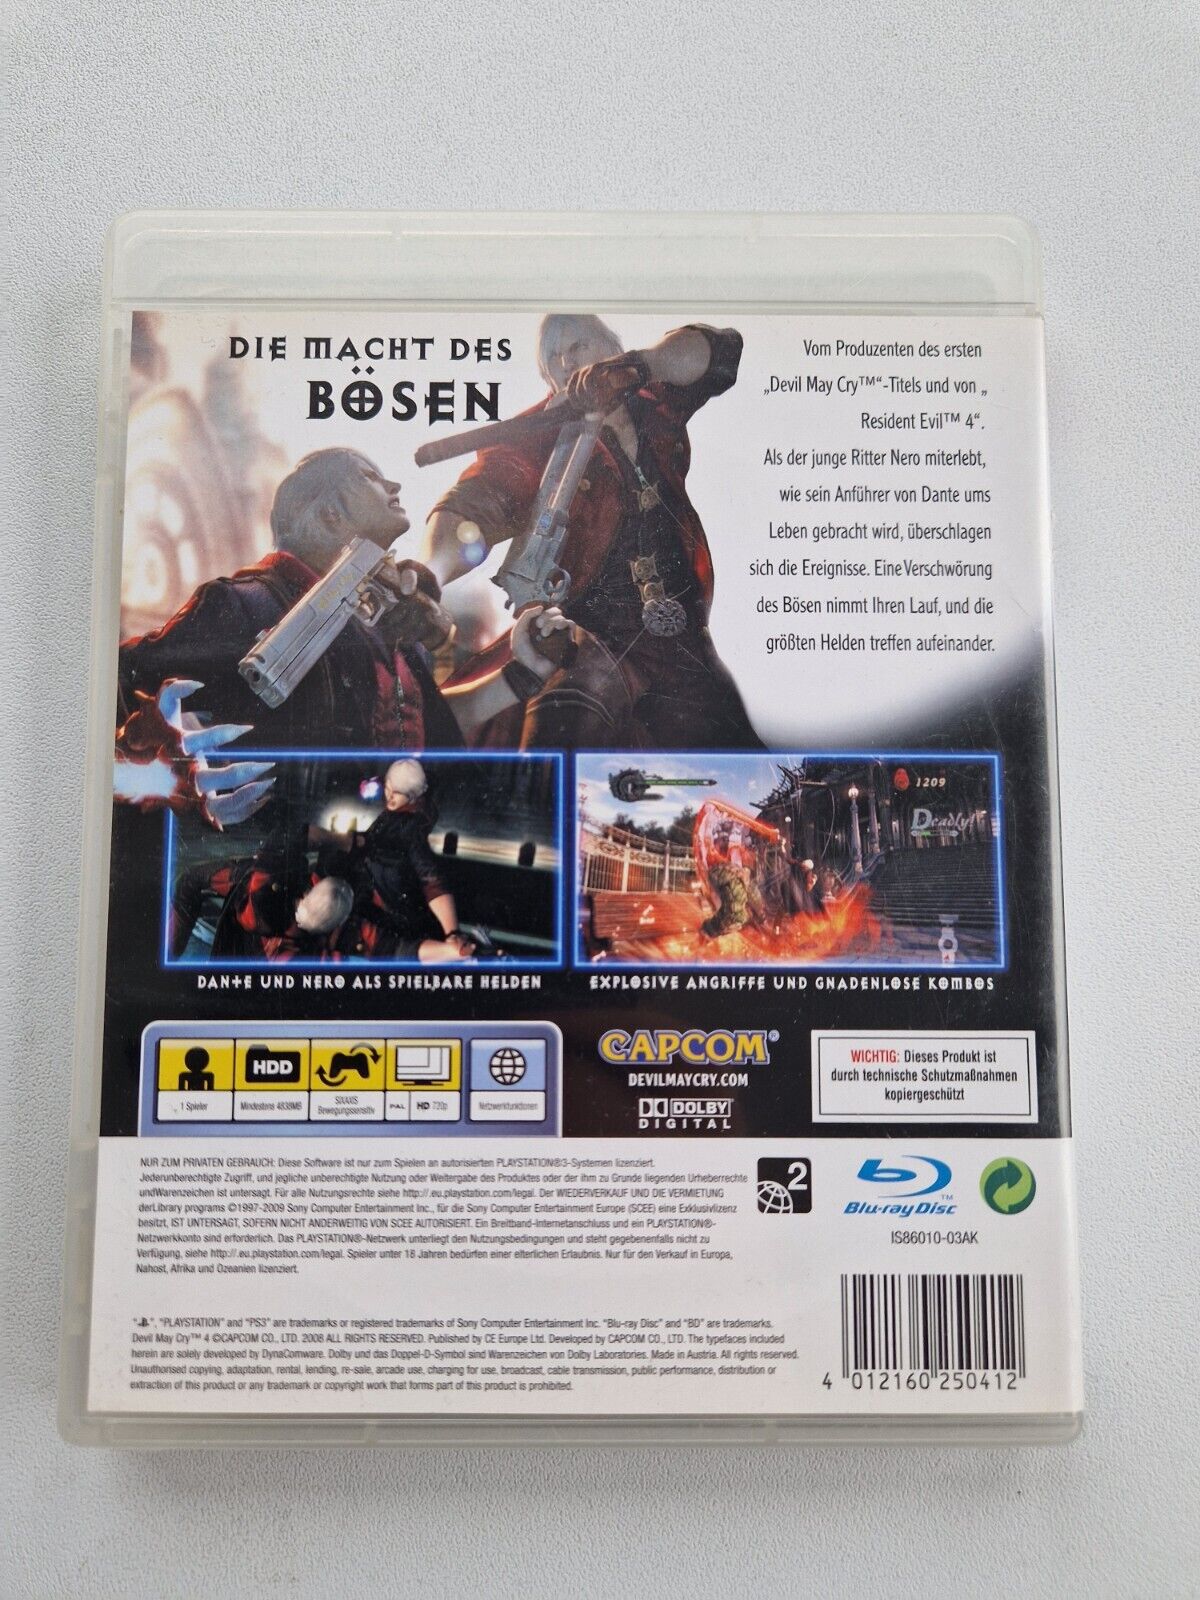 DIE MACHT DES
BÖSEN
Vom Produzenten des ersten
„Devil May Cry™“-Titels und von „
Resident Evil™ 4“.
Als der junge Ritter Nero miterlebt,
wie sein Anführer von Dante ums
Leben gebracht wird, überschlagen
sich die Ereignisse. Eine Verschwörung
des Bösen nimmt Ihren Lauf, und die
größten Helden treffen aufeinander.
1209
Deadly!
DANTE UND NERO ALS SPIELBARE HELDEN
EXPLOSIVE ANGRIFFE UND GNADENLOSE KOMBOS
HDD
1 Spieler
Mindestens 4838MB
SIXAXIS
Bewegungssensitiv
PAL
HD 720p
Netzwerkfunktionen
CAPCOM®
DEVILMAYCRY.COM
DOLBY
DIGITAL
WICHTIG: Dieses Produkt ist
durch technische Schutzmaßnahmen
kopiergeschützt
NUR ZUM PRIVATEN GEBRAUCH: Diese Software ist nur zum Spielen an autorisierten PLAYSTATION®3-Systemen lizenziert.
Jederunberechtigte Zugriff, und jegliche unberechtigte Nutzung oder Weitergabe des Produktes oder der ihm zu Grunde liegenden Urheberrechte
undWarenzeichen ist untersagt. Für alle Nutzungsrechte siehe http://.eu.playstation.com/legal. Der WIEDERVERKAUF UND DIE VERMIETUNG
derLibrary programs ©1997-2009 Sony Computer Entertainment Inc., für die Sony Computer Entertainment Europe (SCEE) eine Exklusivlizenz
besitzt, IST UNTERSAGT, SOFERN NICHT ANDERWEITIG VON SCEE AUTORISIERT. Ein Breitband-Internetanschluss und ein PLAYSTATION®-
Netzwerkkonto sind erforderlich. Das PLAYSTATION®-Netzwerk unterliegt den Nutzungsbedingungen und steht gegebenenfalls nicht zu
Verfügung, siehe http://.eu.playstation.com/legal. Spieler unter 18 Jahren bedürfen einer elterlichen Erlaubnis. Nur für den Verkauf in Europa,
Nahost, Afrika und Ozeanien lizenziert.
2
Blu-ray Disc™
IS86010-03AK
"", "PLAYSTATION" and "PS3" are trademarks or registered trademarks of Sony Computer Entertainment Inc. "Blu-ray Disc" and "BD" are trademarks.
Devil May Cry™ 4 ©CAPCOM CO., LTD. 2008 ALL RIGHTS RESERVED. Published by CE Europe Ltd. Developed by CAPCOM CO., LTD. The typefaces included
herein are solely developed by DynaComware. Dolby und das Doppel-D-Symbol sind Warenzeichen von Dolby Laboratories. Made in Austria. All rights reserved.
Unauthorised copying, adaptation, rental, lending, re-sale, arcade use, charging for use, broadcast, cable transmission, public performance, distribution or
extraction of this product or any trademark or copyright work that forms part of this product is prohibited.
4 012160 250412